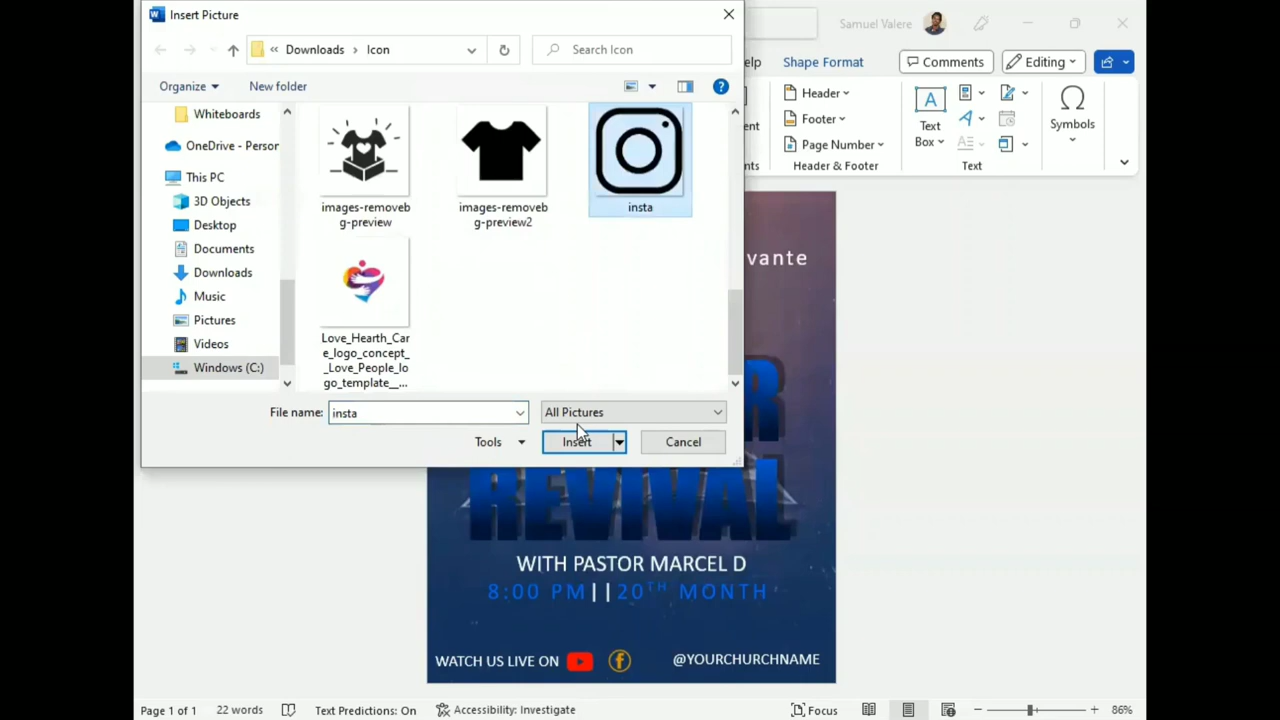 Insert Picture
Samuel Valere
« Downloads › Icon
Search Icon
elp
Shape Format
Comments
Editing
Organize
New folder
Header
Footer
Page Number
Header & Footer
Text
Box
Text
Symbols
ent
nts
Whiteboards
OneDrive - Person
This PC
3D Objects
Desktop
Documents
Downloads
Music
Pictures
Videos
Windows (C:)
images-removeb
g-preview
images-removeb
g-preview2
insta
Love_Hearth_Car
e_logo_concept_
_Love_People_lo
go_template__...
File name:
insta
All Pictures
Tools
Insert
Cancel
vante
REVIVAL
WITH PASTOR MARCEL D
8:00 PM||20TH MONTH
WATCH US LIVE ON
@YOURCHURCHNAME
Page 1 of 1
22 words
Text Predictions: On
Accessibility: Investigate
Focus
86%